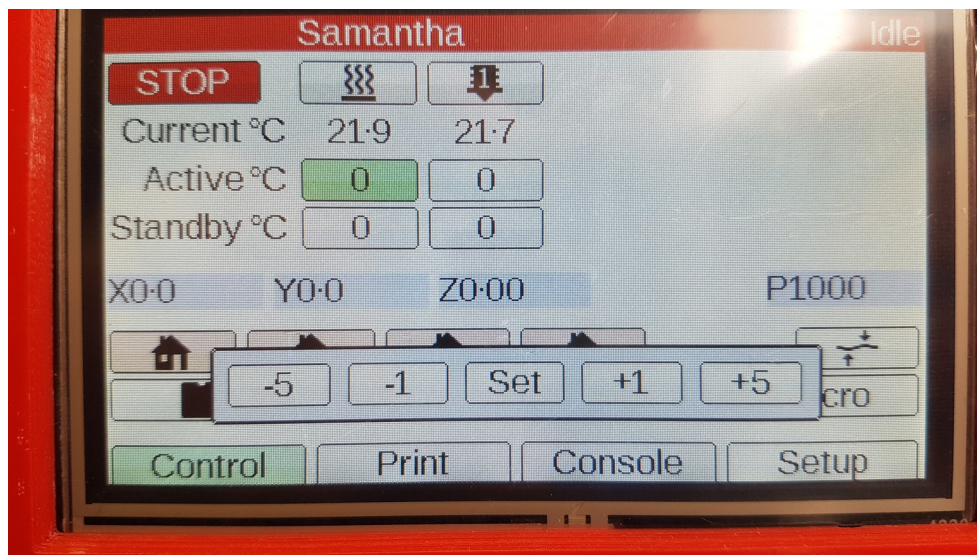 Samantha Idle
STOP 1
Current °C 21·9 21·7
Active °C 0 0
Standby °C 0 0
X0·0 Y0·0 Z0·00 P1000
-5 -1 Set +1 +5
cro
Control Print Console Setup